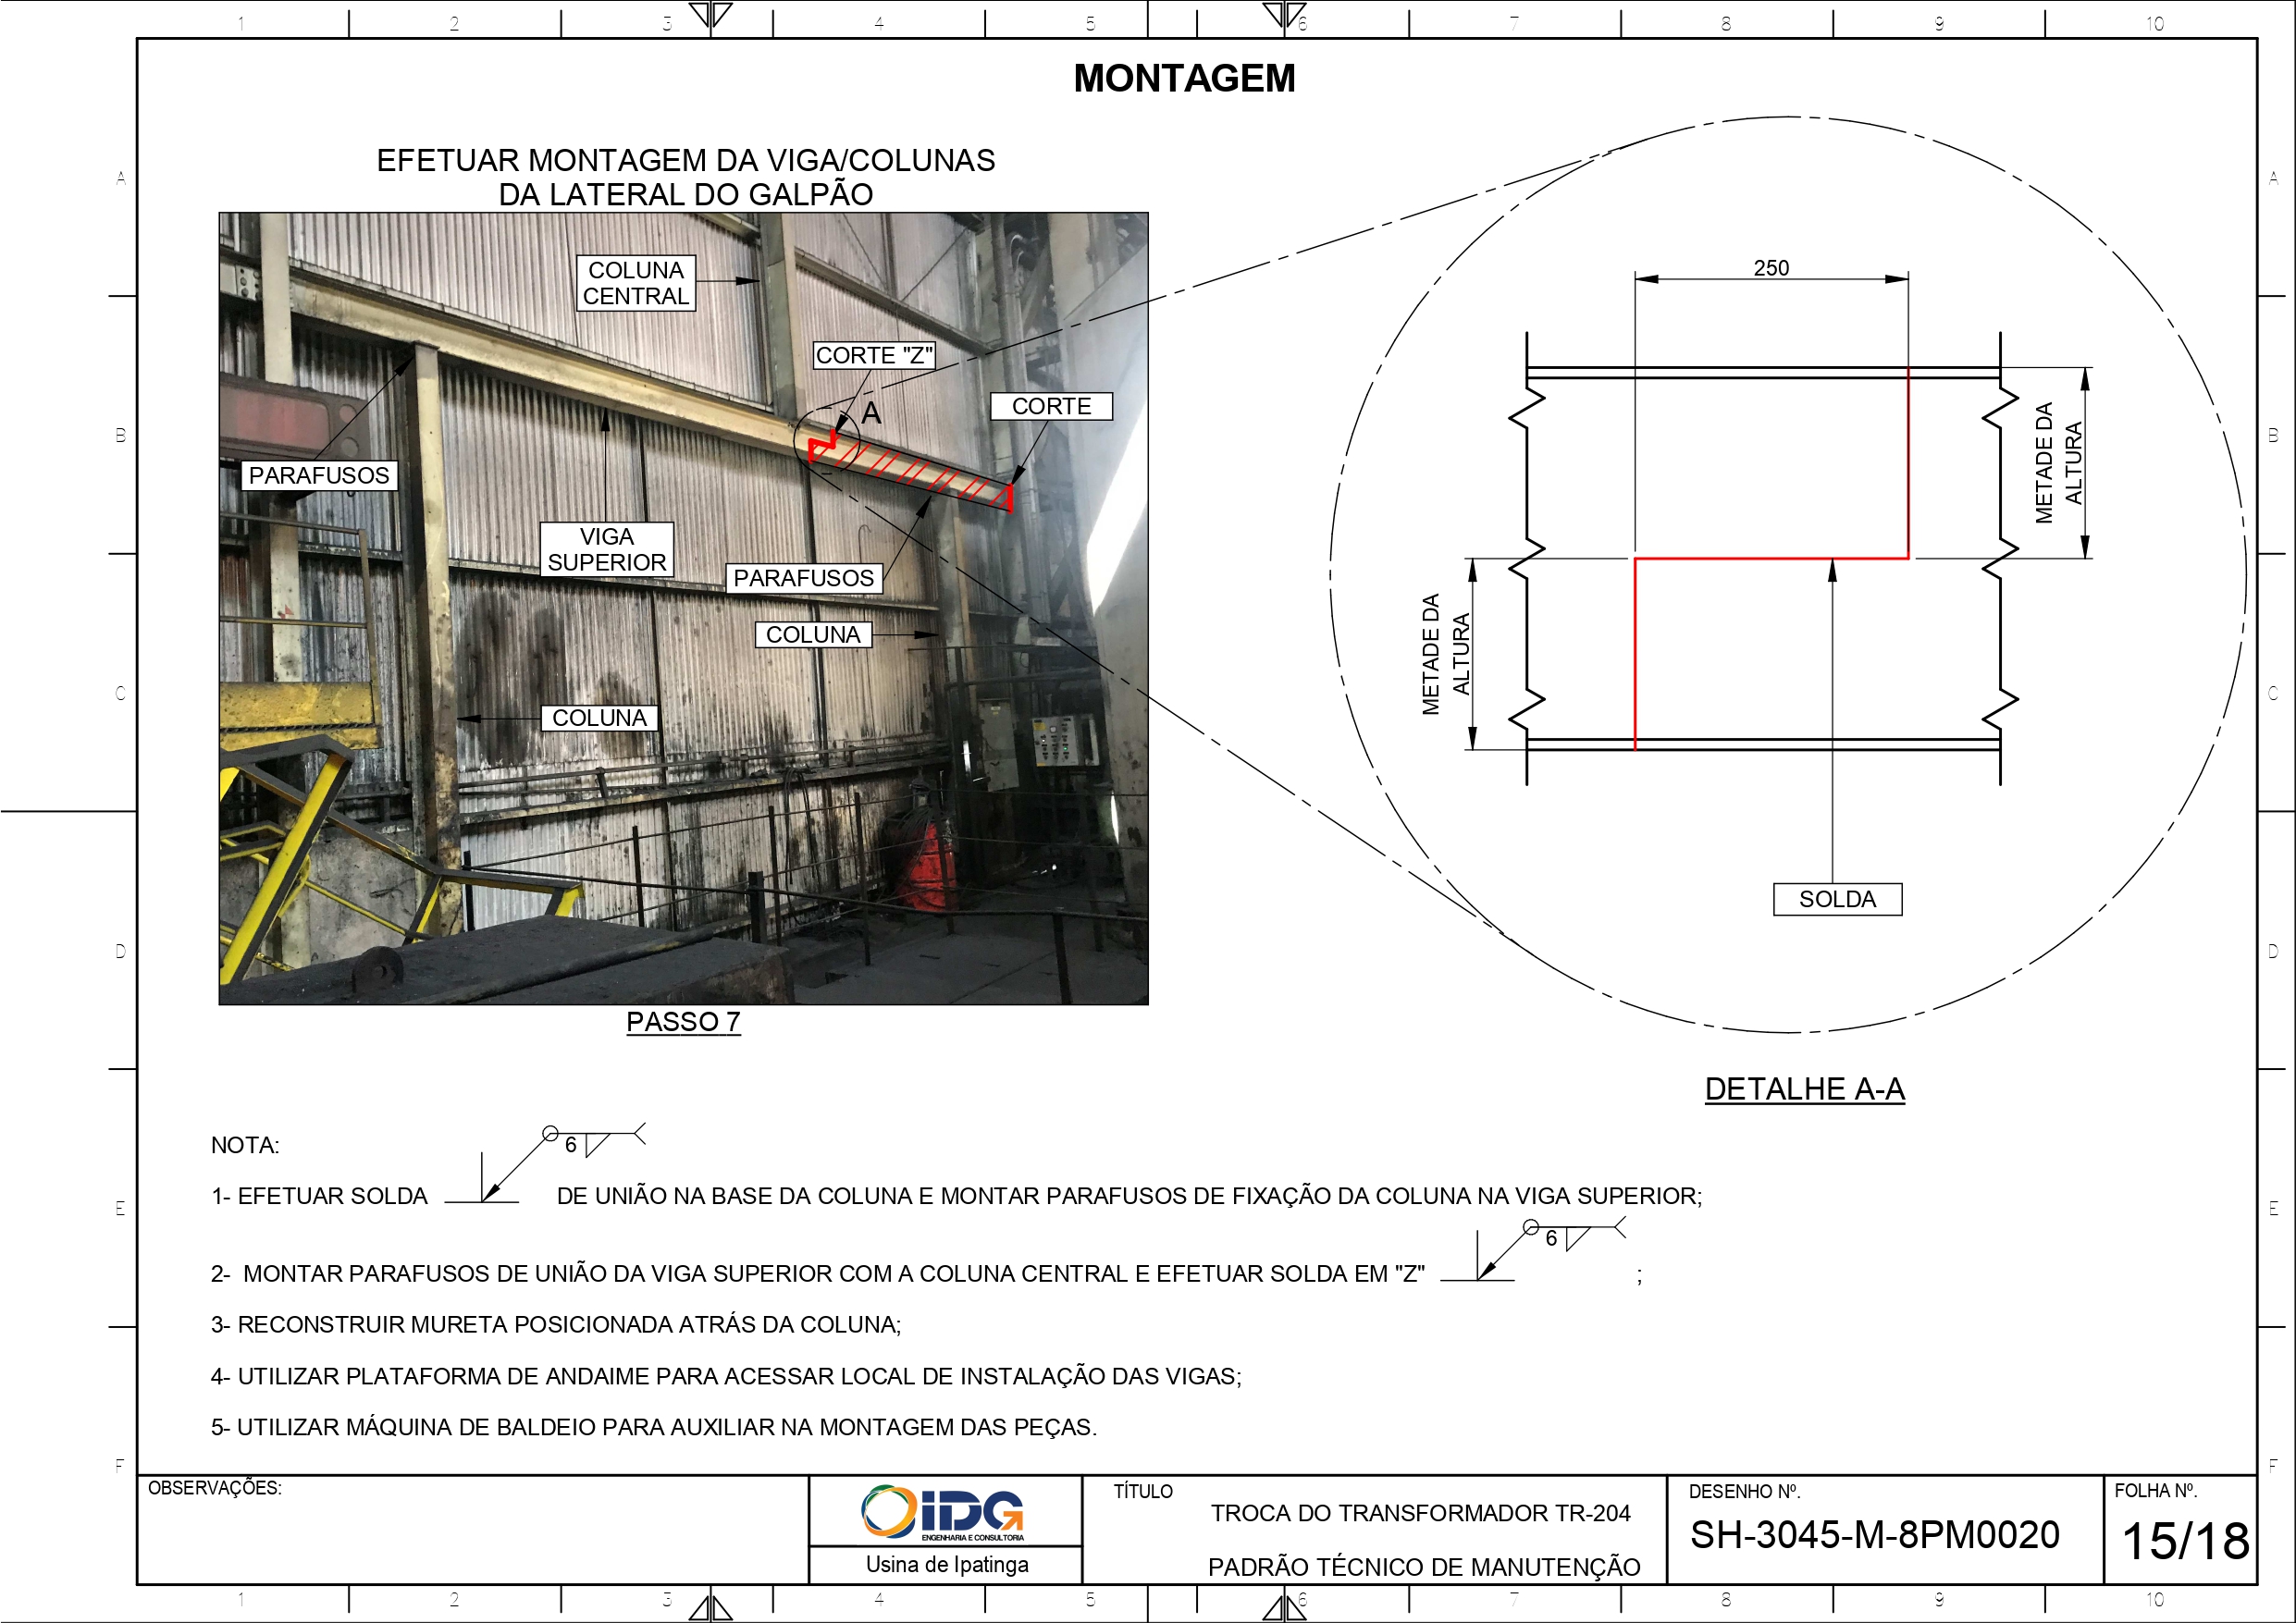 1 2 3 4 5 6 7 8 9 10
MONTAGEM
EFETUAR MONTAGEM DA VIGA/COLUNAS
DA LATERAL DO GALPÃO
A
A
B
B
C
C
D
D
E
E
F
F
COLUNA
CENTRAL
CORTE "Z"
A
CORTE
PARAFUSOS
VIGA
SUPERIOR
PARAFUSOS
COLUNA
COLUNA
PASSO 7
250
METADE DA
ALTURA
METADE DA
ALTURA
SOLDA
DETALHE A-A
NOTA:
6
1- EFETUAR SOLDA DE UNIÃO NA BASE DA COLUNA E MONTAR PARAFUSOS DE FIXAÇÃO DA COLUNA NA VIGA SUPERIOR;
6
2- MONTAR PARAFUSOS DE UNIÃO DA VIGA SUPERIOR COM A COLUNA CENTRAL E EFETUAR SOLDA EM "Z" ;
3- RECONSTRUIR MURETA POSICIONADA ATRÁS DA COLUNA;
4- UTILIZAR PLATAFORMA DE ANDAIME PARA ACESSAR LOCAL DE INSTALAÇÃO DAS VIGAS;
5- UTILIZAR MÁQUINA DE BALDEIO PARA AUXILIAR NA MONTAGEM DAS PEÇAS.
OBSERVAÇÕES:
IDG
ENGENHARIA E CONSULTORIA
Usina de Ipatinga
TÍTULO
TROCA DO TRANSFORMADOR TR-204
PADRÃO TÉCNICO DE MANUTENÇÃO
DESENHO Nº.
SH-3045-M-8PM0020
FOLHA Nº.
15/18
1 2 3 4 5 6 7 8 9 10